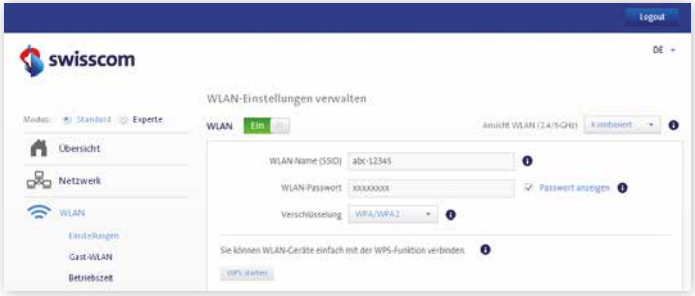 Logout
swisscom
DE
WLAN-Einstellungen verwalten
Modus: Standard Experte
WLAN Ein
Ansicht WLAN (2.4/5GHz) Kombiniert
Übersicht
WLAN-Name (SSID) abc-12345
Netzwerk
WLAN-Passwort xxxxxxxx Passwort anzeigen
WLAN
Verschlüsselung WPA/WPA2
Einstellungen
Gast-WLAN
Sie können WLAN-Geräte einfach mit der WPS-Funktion verbinden.
Betriebszeit
WPS starten